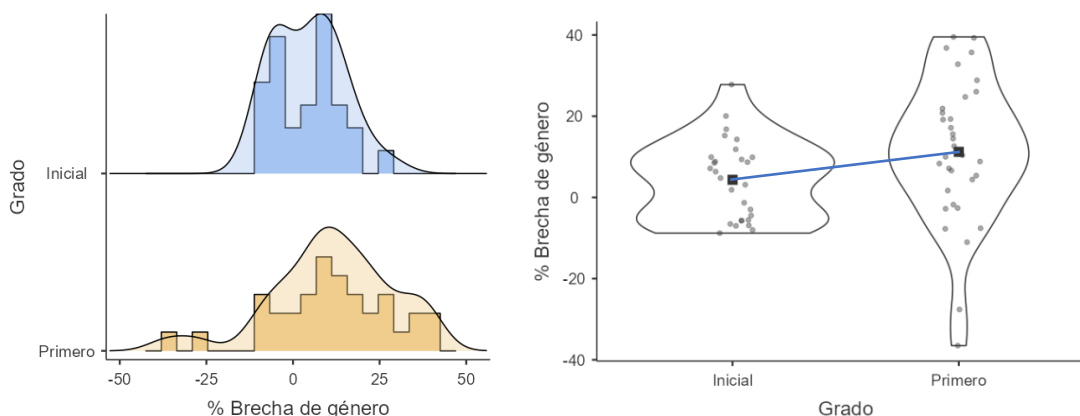 Grado
Inicial
Primero
-50
-25
0
25
50
% Brecha de género
% Brecha de género
40
20
0
-20
-40
Inicial
Primero
Grado